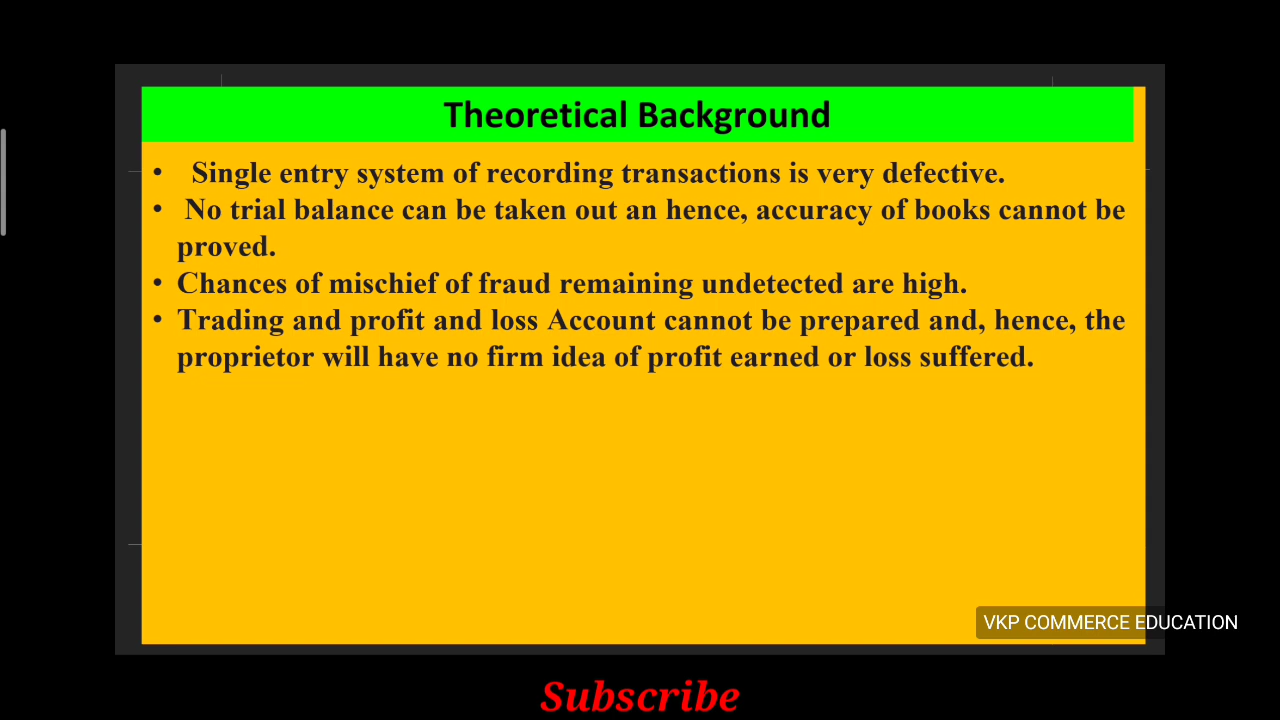 Theoretical Background
• Single entry system of recording transactions is very defective.
• No trial balance can be taken out an hence, accuracy of books cannot be
proved.
• Chances of mischief of fraud remaining undetected are high.
• Trading and profit and loss Account cannot be prepared and, hence, the
proprietor will have no firm idea of profit earned or loss suffered.
VKP COMMERCE EDUCATION
Subscribe